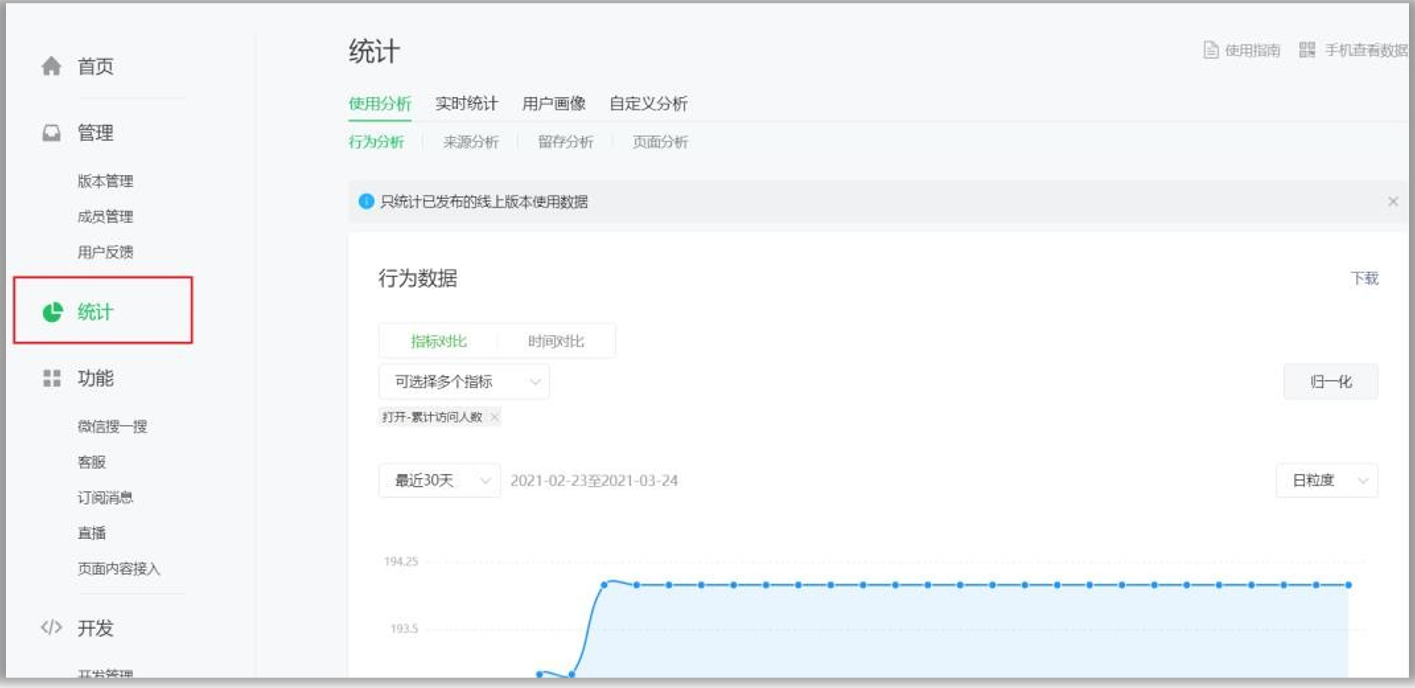 首页
管理
版本管理
成员管理
用户反馈
统计
功能
微信搜一搜
客服
订阅消息
直播
页面内容接入
</> 开发
开发管理
统计
使用指南 手机查看数据
使用分析 实时统计 用户画像 自定义分析
行为分析 来源分析 留存分析 页面分析
只统计已发布的线上版本使用数据
行为数据 下载
指标对比 时间对比
可选择多个指标 归一化
打开-累计访问人数
最近30天 2021-02-23至2021-03-24 日粒度
194.25
193.5